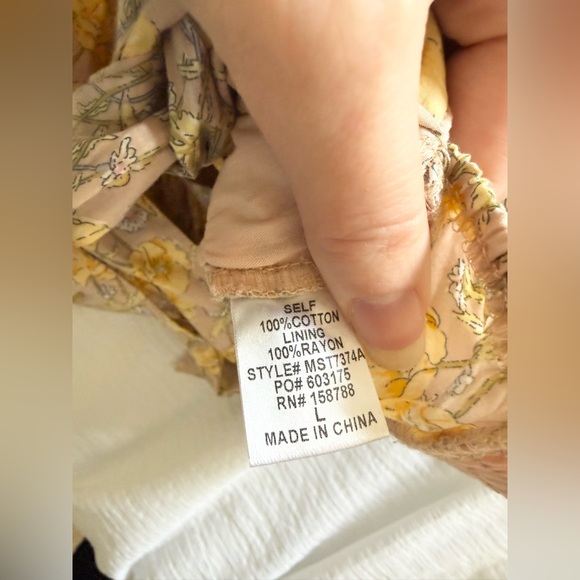 SELF
100%COTTON
LINING
100%RAYON
STYLE# MST7374A
PO# 603175
RN# 158788
L
MADE IN CHINA